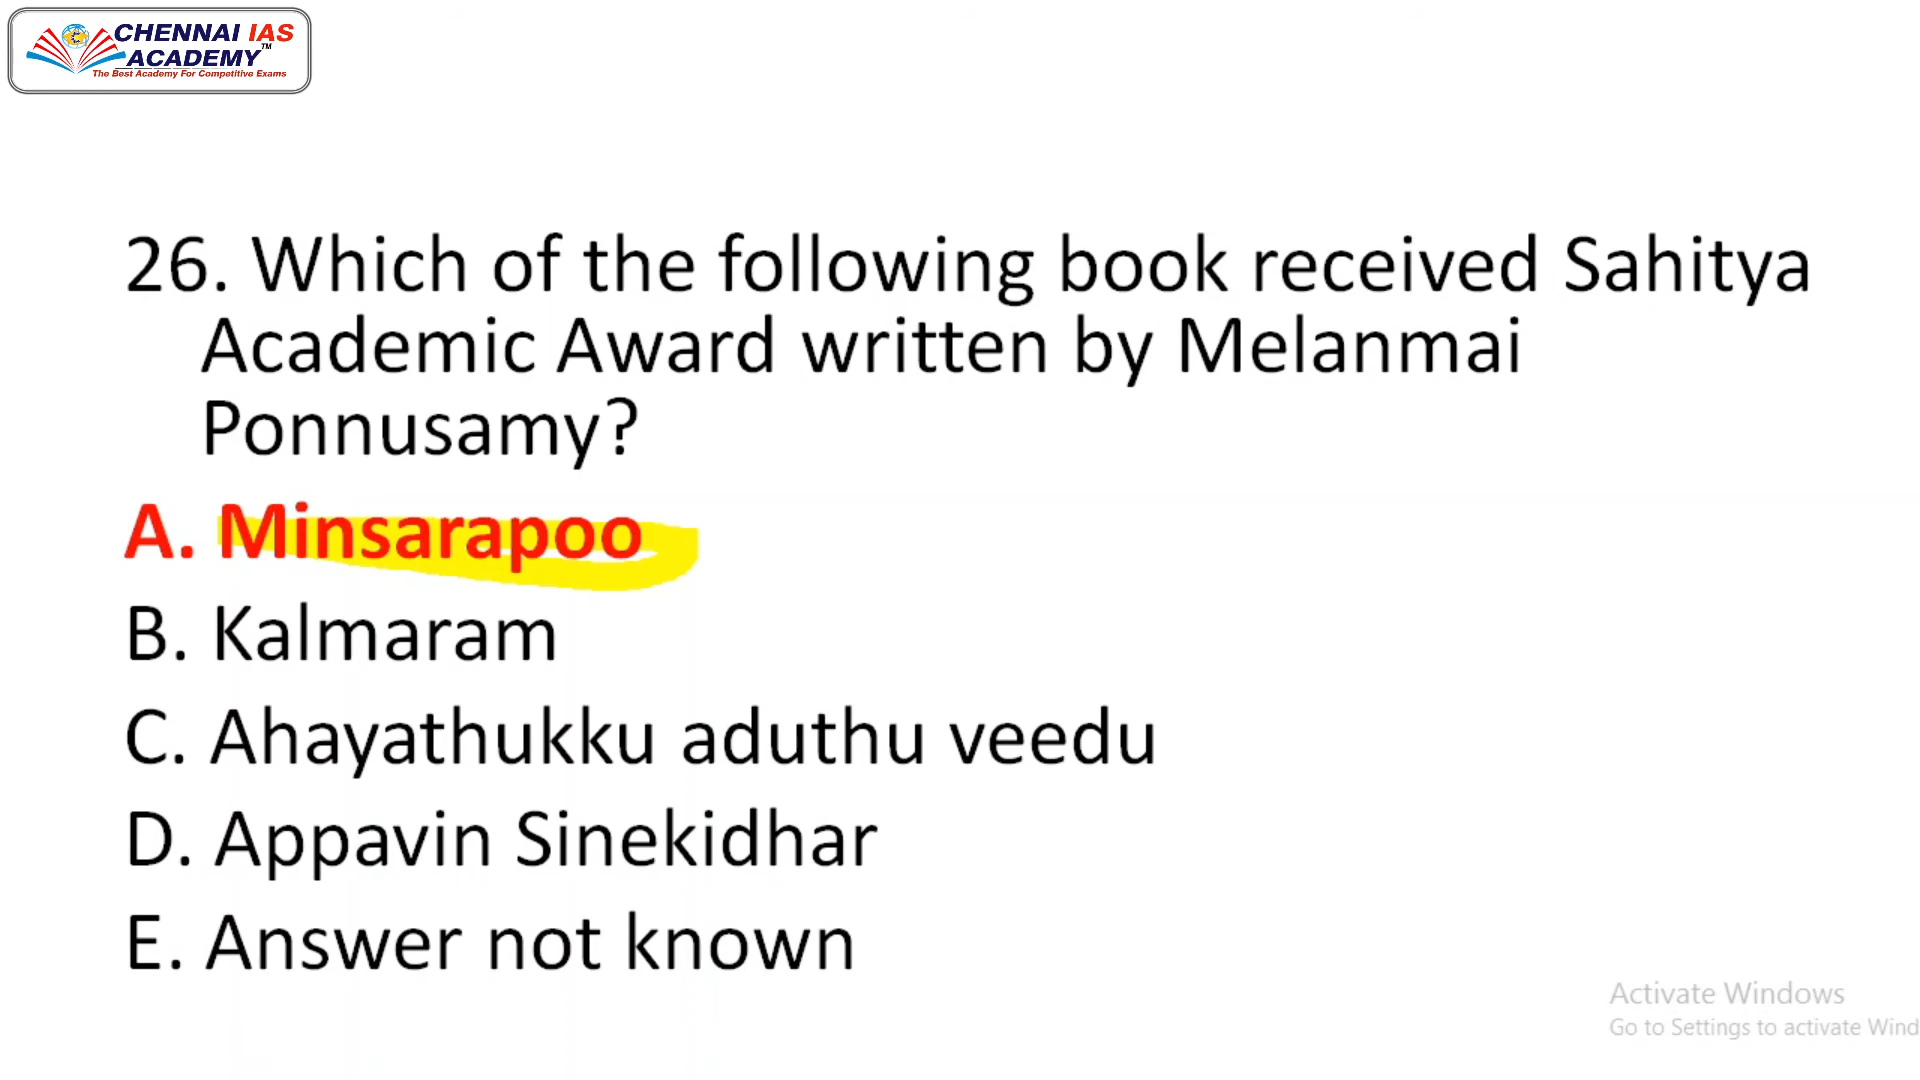 CHENNAI IAS
ACADEMY™
The Best Academy For Competitive Exams
26. Which of the following book received Sahitya
Academic Award written by Melanmai
Ponnusamy?
A. Minsarapoo
B. Kalmaram
C. Ahayathukku aduthu veedu
D. Appavin Sinekidhar
E. Answer not known
Activate Windows
Go to Settings to activate Wind